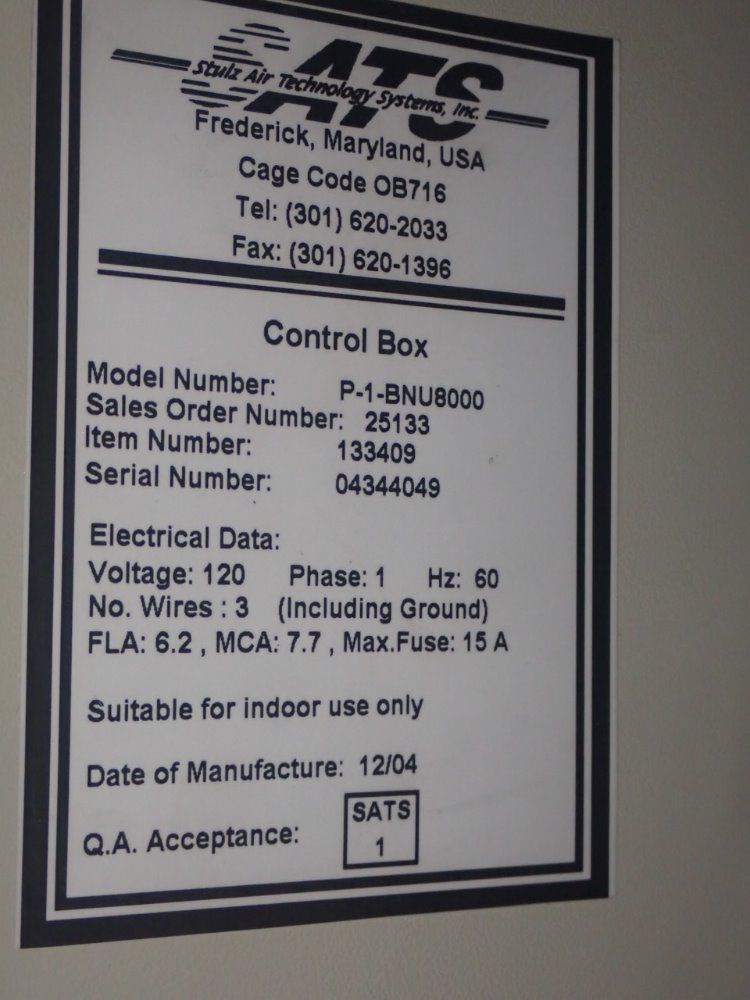 SATS
Stulz Air Technology Systems, Inc.
Frederick, Maryland, USA
Cage Code OB716
Tel: (301) 620-2033
Fax: (301) 620-1396
Control Box
Model Number: P-1-BNU8000
Sales Order Number: 25133
Item Number: 133409
Serial Number: 04344049
Electrical Data:
Voltage: 120 Phase: 1 Hz: 60
No. Wires : 3 (Including Ground)
FLA: 6.2 , MCA: 7.7 , Max.Fuse: 15 A
Suitable for indoor use only
Date of Manufacture: 12/04
Q.A. Acceptance: SATS
1